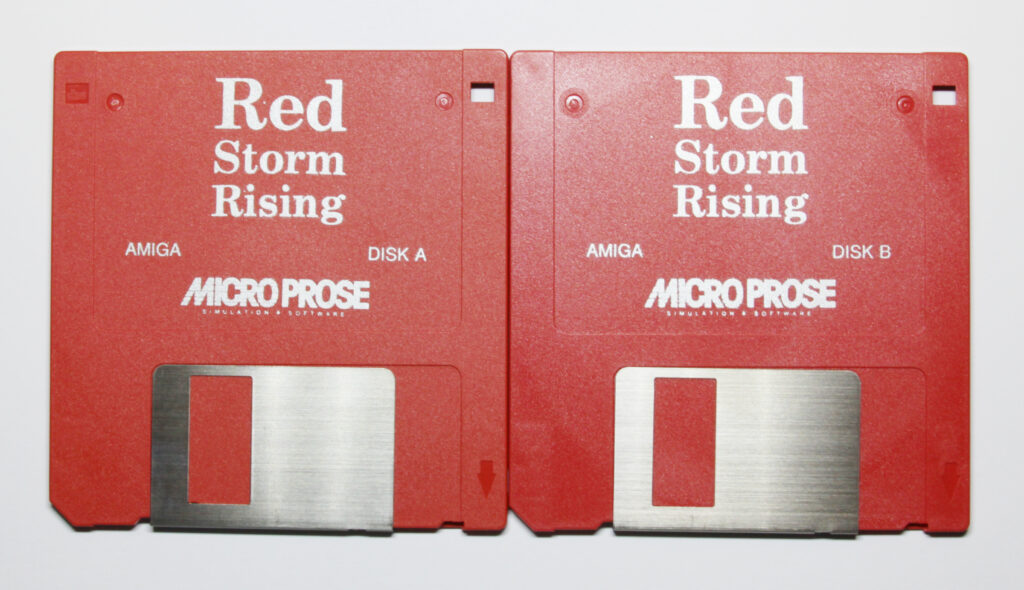 Red
Storm
Rising
AMIGA DISK A
MICRO PROSE
SIMULATION & SOFTWARE
Red
Storm
Rising
AMIGA DISK B
MICRO PROSE
SIMULATION & SOFTWARE